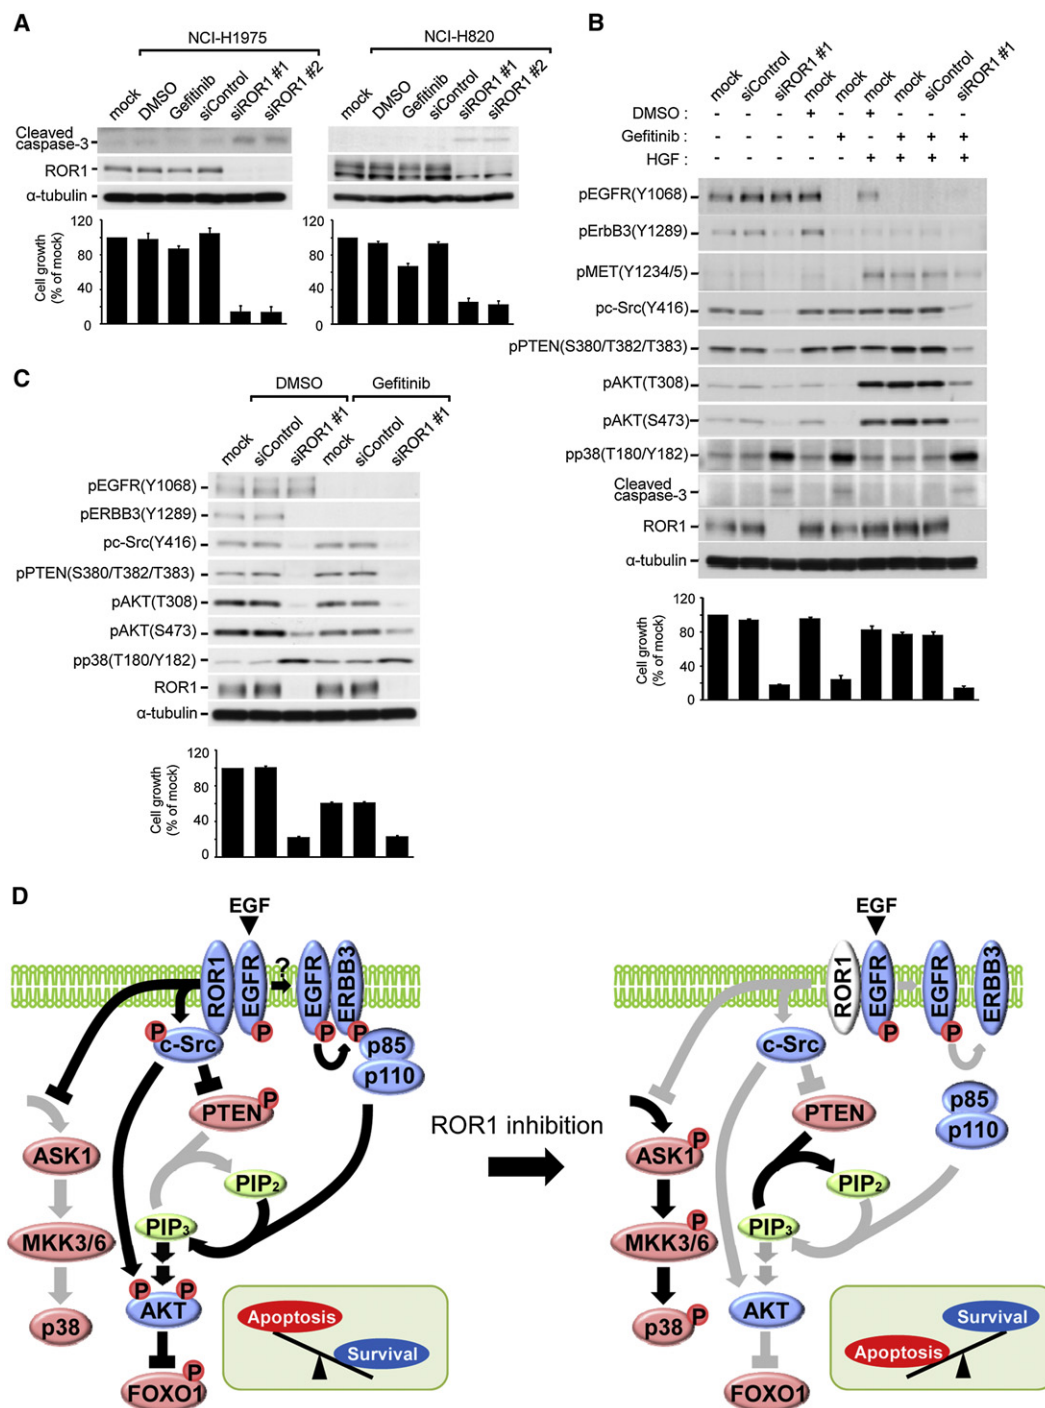 A
NCI-H1975
NCI-H820
mock
DMSO
Gefitinib
siControl
siROR1 #1
siROR1 #2
mock
DMSO
Gefitinib
siControl
siROR1 #1
siROR1 #2
Cleaved
caspase-3
ROR1
α-tubulin
Cell growth
(% of mock)
120
80
40
0
120
80
40
0
B
mock
siControl
siROR1 #1
mock
mock
mock
mock
siControl
siROR1 #1
DMSO : - - - + - + - - -
Gefitinib : - - - - + - + + +
HGF : - - - - - + + + +
pEGFR(Y1068)
pErbB3(Y1289)
pMET(Y1234/5)
pc-Src(Y416)
pPTEN(S380/T382/T383)
pAKT(T308)
pAKT(S473)
pp38(T180/Y182)
Cleaved
caspase-3
ROR1
α-tubulin
Cell growth
(% of mock)
120
80
40
0
C
DMSO
Gefitinib
mock
siControl
siROR1 #1
mock
siControl
siROR1 #1
pEGFR(Y1068)
pERBB3(Y1289)
pc-Src(Y416)
pPTEN(S380/T382/T383)
pAKT(T308)
pAKT(S473)
pp38(T180/Y182)
ROR1
α-tubulin
Cell growth
(% of mock)
120
80
40
0
D
EGF
ROR1
EGFR
?
EGFR
ERBB3
P
P
P
P
c-Src
p85
p110
PTEN
P
ASK1
PIP2
MKK3/6
PIP3
P
P
AKT
p38
P
FOXO1
Apoptosis
Survival
ROR1 inhibition
EGF
ROR1
EGFR
EGFR
ERBB3
P
P
c-Src
p85
p110
PTEN
P
ASK1
PIP2
P
MKK3/6
PIP3
P
p38
AKT
FOXO1
Survival
Apoptosis